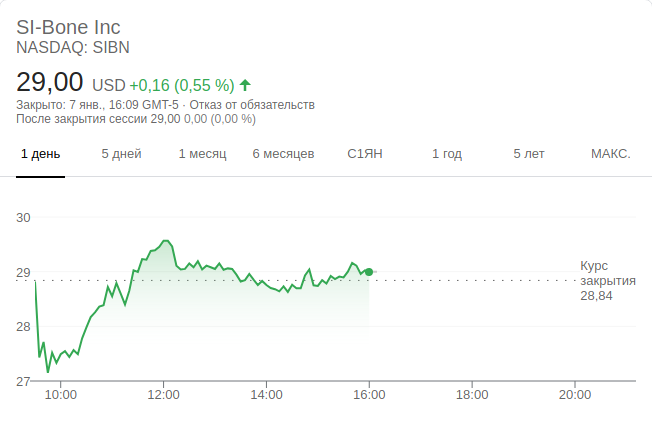 SI-Bone Inc
NASDAQ: SIBN
29,00 USD +0,16 (0,55 %)
Закрыто: 7 янв., 16:09 GMT-5 · Отказ от обязательств
После закрытия сессии 29,00 0,00 (0,00 %)
1 день 5 дней 1 месяц 6 месяцев С1ЯН 1 год 5 лет МАКС.
30
29
28
27
Курс
закрытия
28,84
10:00 12:00 14:00 16:00 18:00 20:00